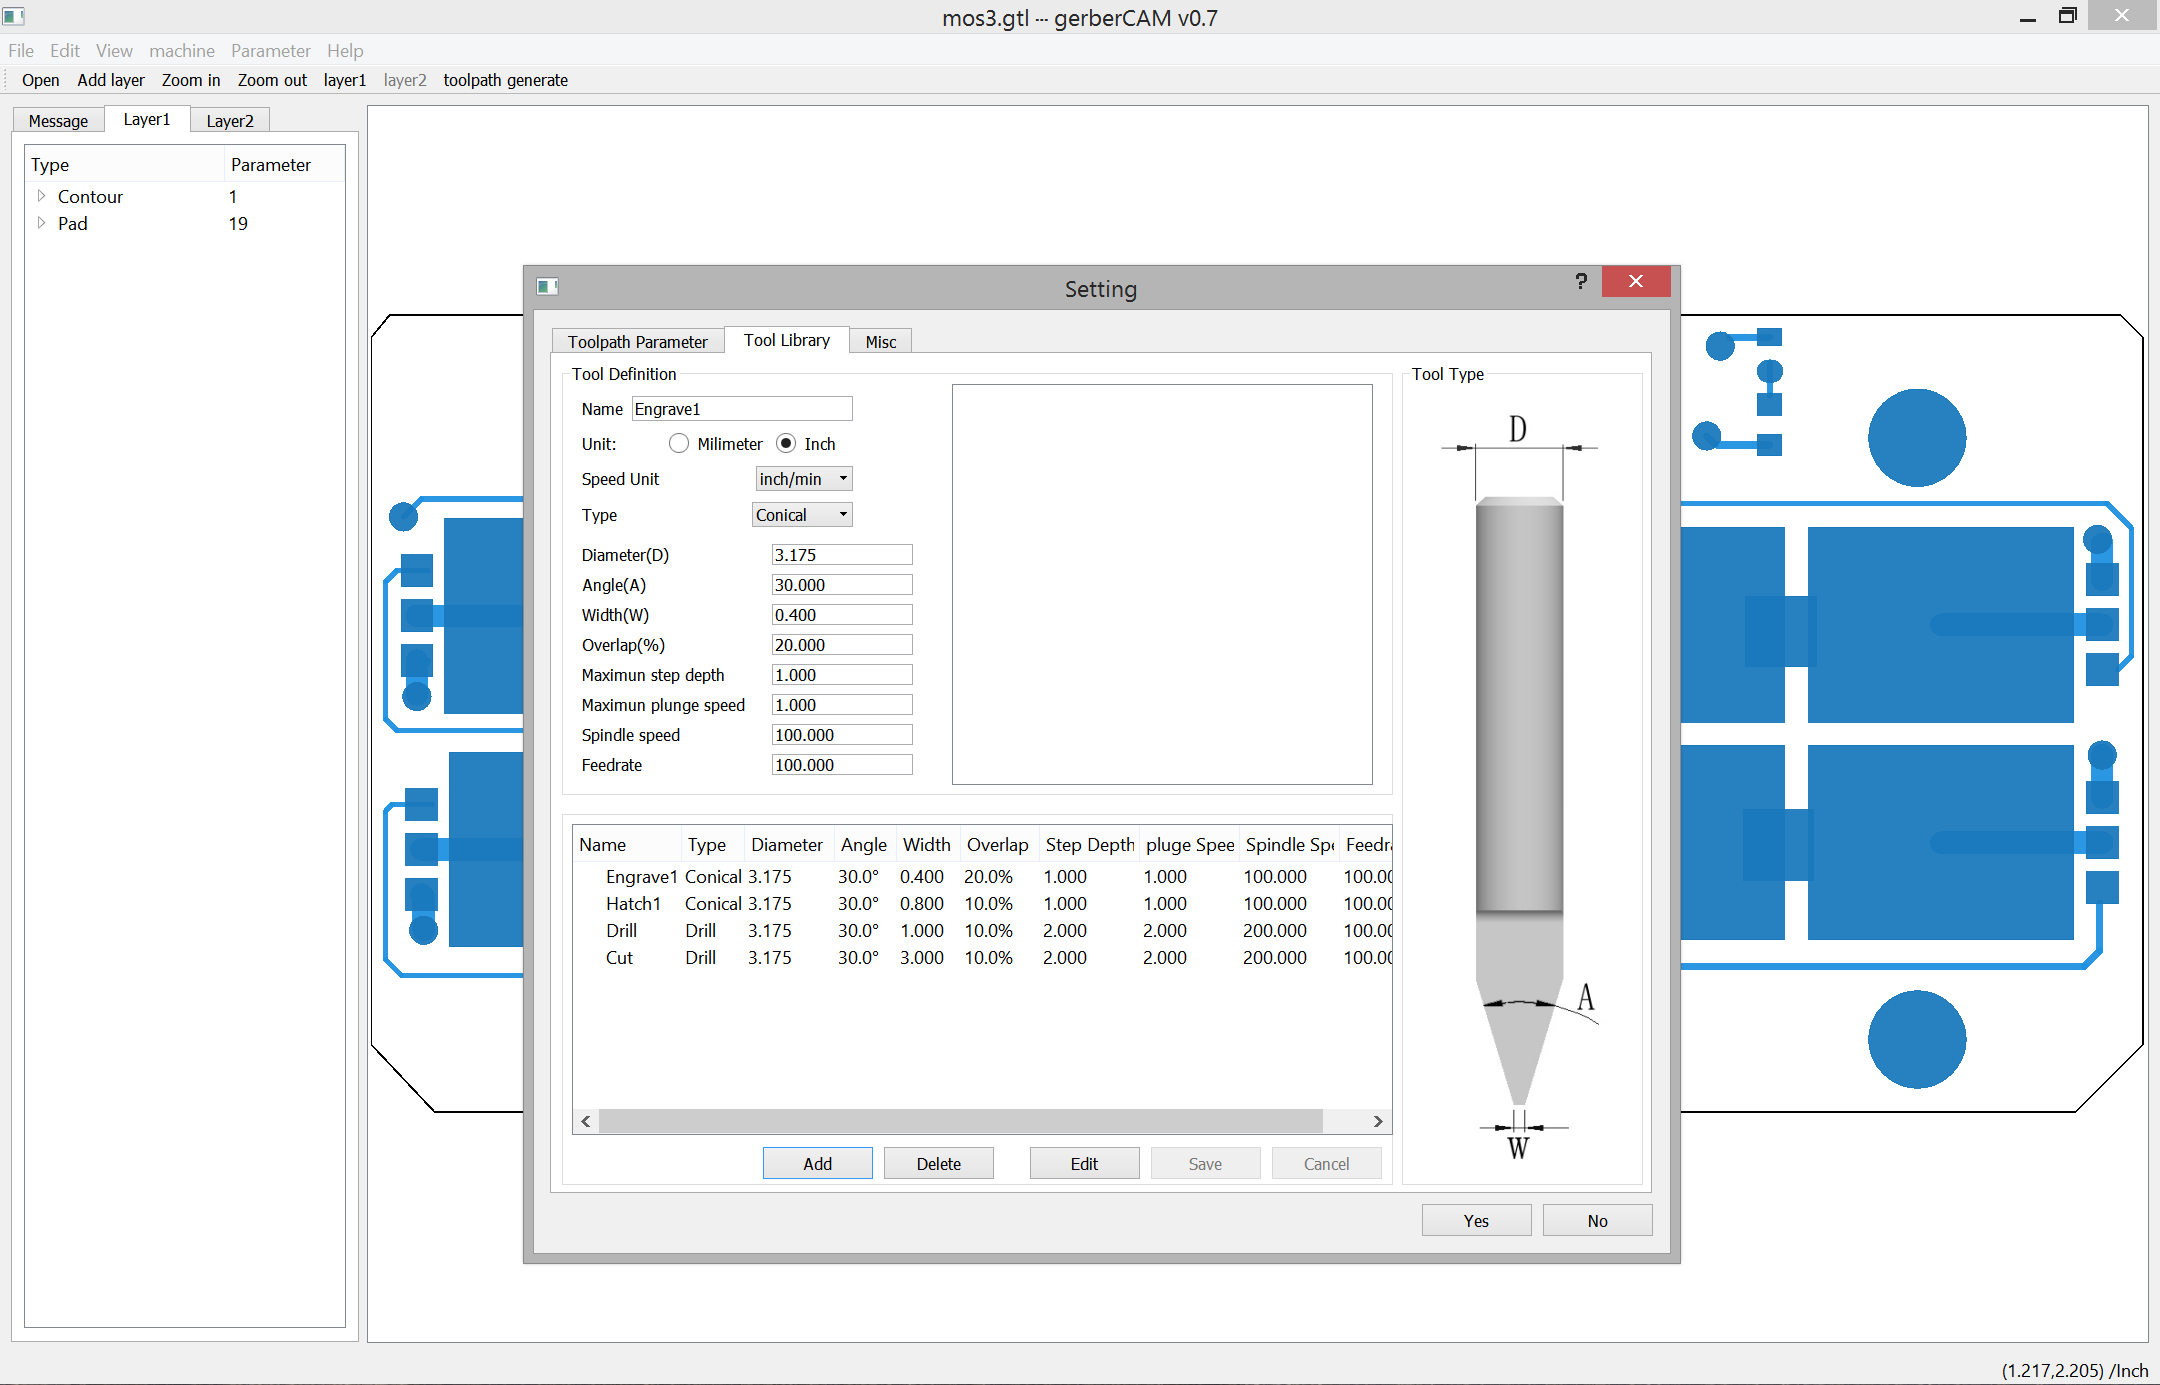 mos3.gtl --- gerberCAM v0.7
File Edit View machine Parameter Help
Open Add layer Zoom in Zoom out layer1 layer2 toolpath generate
Message Layer1 Layer2
Type Parameter
Contour 1
Pad 19
Setting
?
Toolpath Parameter Tool Library Misc
Tool Definition
Name Engrave1
Unit: Milimeter Inch
Speed Unit inch/min
Type Conical
Diameter(D) 3.175
Angle(A) 30.000
Width(W) 0.400
Overlap(%) 20.000
Maximun step depth 1.000
Maximun plunge speed 1.000
Spindle speed 100.000
Feedrate 100.000
Tool Type
D
A
W
Name Type Diameter Angle Width Overlap Step Depth pluge Spee Spindle Spe Feedra
Engrave1 Conical 3.175 30.0° 0.400 20.0% 1.000 1.000 100.000 100.00
Hatch1 Conical 3.175 30.0° 0.800 10.0% 1.000 1.000 100.000 100.00
Drill Drill 3.175 30.0° 1.000 10.0% 2.000 2.000 200.000 100.00
Cut Drill 3.175 30.0° 3.000 10.0% 2.000 2.000 200.000 100.00
Add Delete Edit Save Cancel
Yes No
(1.217,2.205) /Inch